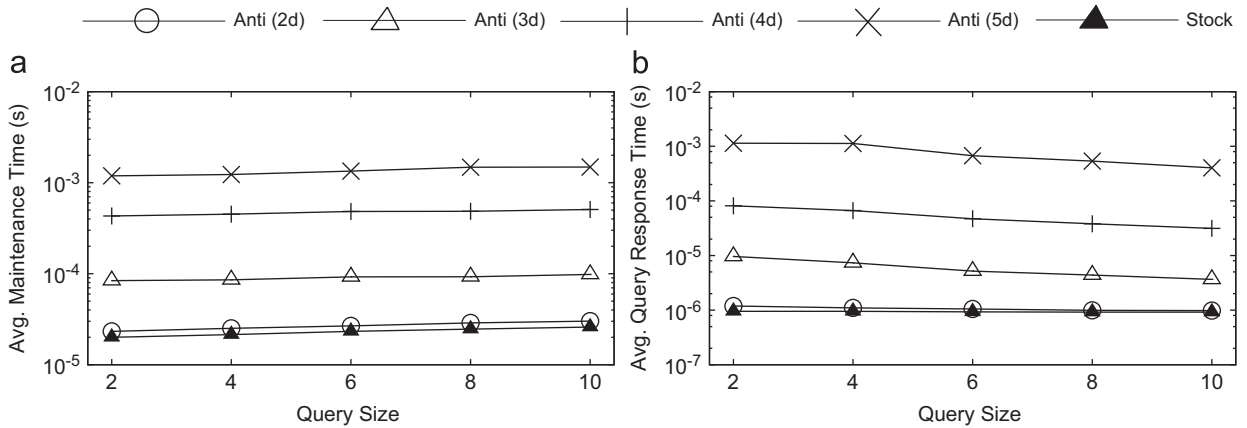 Anti (2d) Anti (3d) Anti (4d) Anti (5d) Stock
a
Avg. Maintenance Time (s)
10^-2
10^-3
10^-4
10^-5
2 4 6 8 10
Query Size
b
Avg. Query Response Time (s)
10^-2
10^-3
10^-4
10^-5
10^-6
10^-7
2 4 6 8 10
Query Size